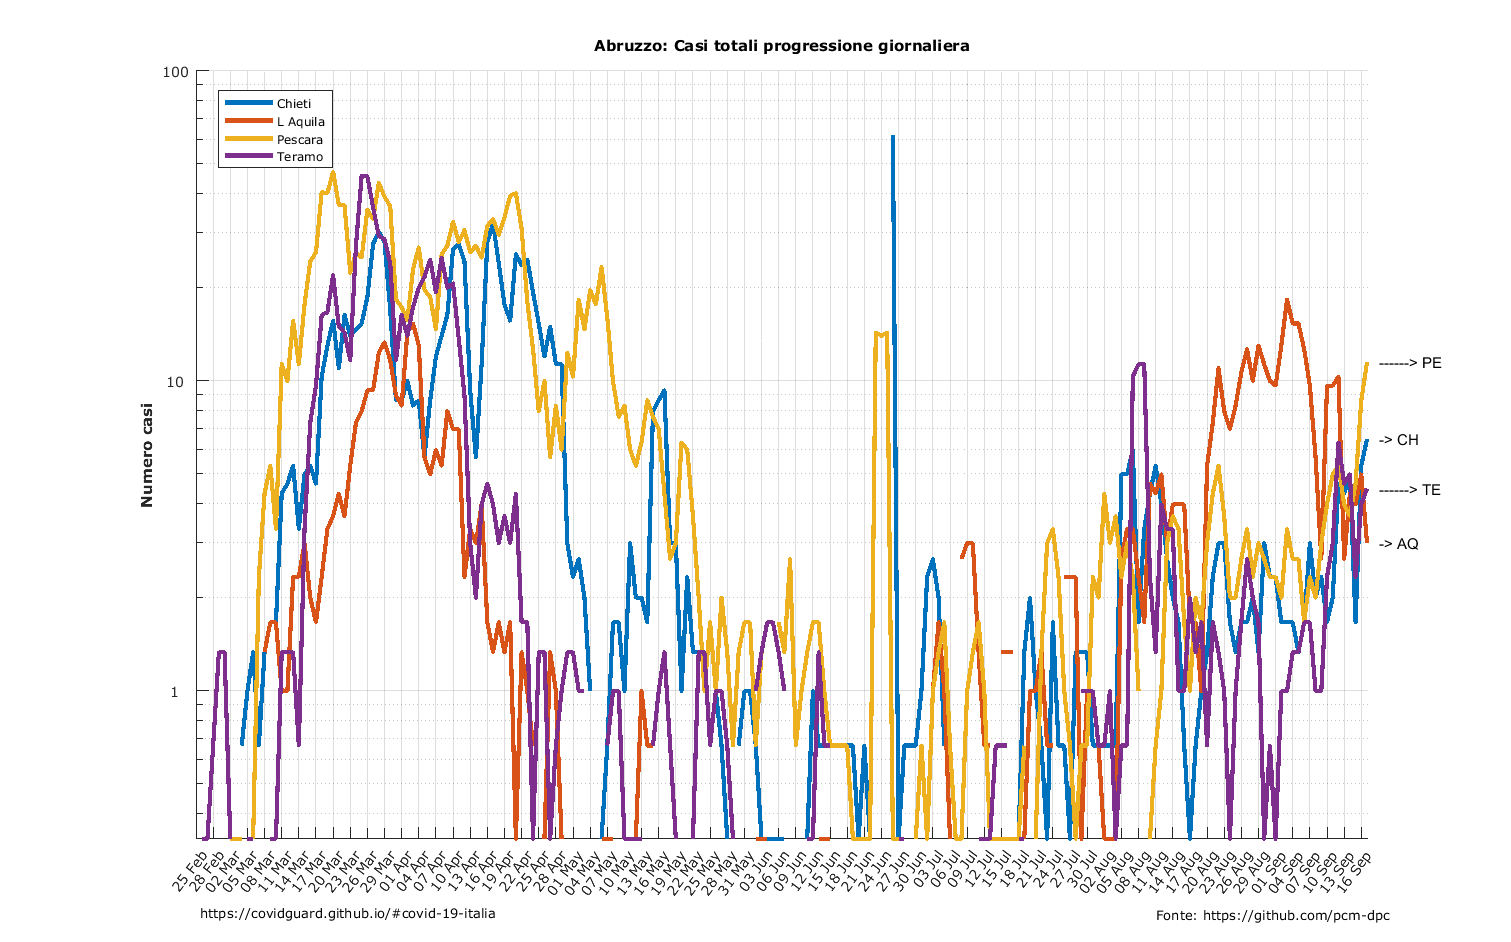 Abruzzo: Casi totali progressione giornaliera
100
10
1
Numero casi
Chieti
L Aquila
Pescara
Teramo
------> PE
-> CH
------> TE
-> AQ
25 Feb
28 Feb
02 Mar
05 Mar
08 Mar
11 Mar
14 Mar
17 Mar
20 Mar
23 Mar
26 Mar
29 Mar
01 Apr
04 Apr
07 Apr
10 Apr
13 Apr
16 Apr
19 Apr
22 Apr
25 Apr
28 Apr
01 May
04 May
07 May
10 May
13 May
16 May
19 May
22 May
25 May
28 May
31 May
03 Jun
06 Jun
09 Jun
12 Jun
15 Jun
18 Jun
21 Jun
24 Jun
27 Jun
30 Jun
03 Jul
06 Jul
09 Jul
12 Jul
15 Jul
18 Jul
21 Jul
24 Jul
27 Jul
30 Jul
02 Aug
05 Aug
08 Aug
11 Aug
14 Aug
17 Aug
20 Aug
23 Aug
26 Aug
29 Aug
01 Sep
04 Sep
07 Sep
10 Sep
13 Sep
16 Sep
https://covidguard.github.io/#covid-19-italia
Fonte: https://github.com/pcm-dpc